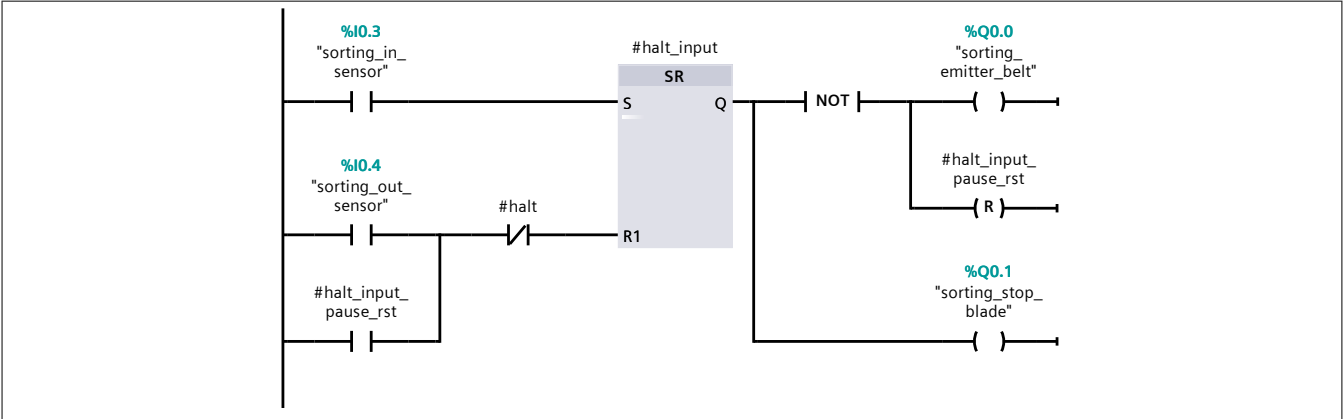 %I0.3
"sorting_in_
sensor"
#halt_input
SR
S
Q
NOT
%Q0.0
"sorting_
emitter_belt"
#halt_input_
pause_rst
R
%I0.4
"sorting_out_
sensor"
#halt
R1
#halt_input_
pause_rst
%Q0.1
"sorting_stop_
blade"